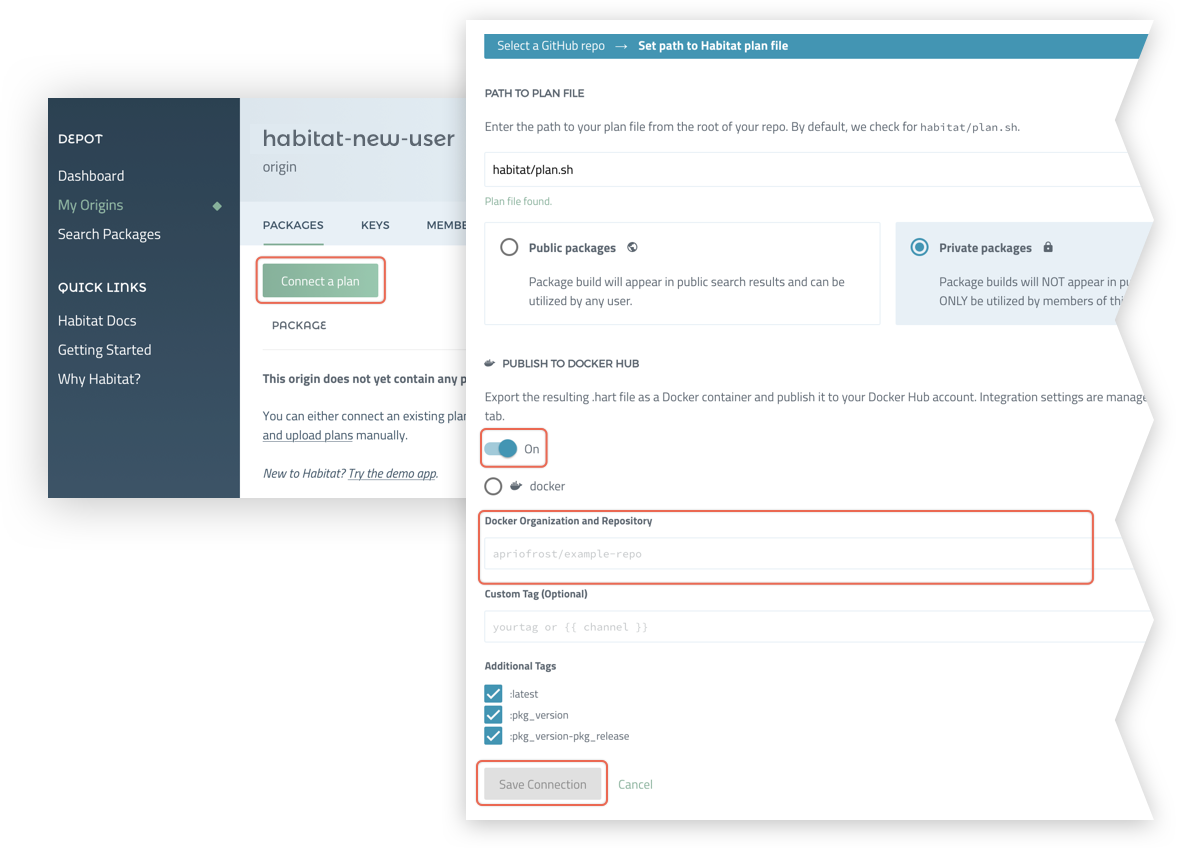 DEPOT
Dashboard
My Origins
Search Packages
QUICK LINKS
Habitat Docs
Getting Started
Why Habitat?
habitat-new-user
origin
PACKAGES KEYS
Connect a plan
PACKAGE
This origin does not yet contain any
You can either connect an existing
and upload plans manually.
New to Habitat? Try the demo app.
Select a GitHub repo → Set path to Habitat plan file
PATH TO PLAN FILE
Enter the path to your plan file from the root of your repo. By default, we check for habitat/plan.sh.
habitat/plan.sh
Plan file found.
Public packages
Package build will appear in public search results and can be
utilized by any user.
Private packages
Package builds will NOT appear in
ONLY be utilized by members of
PUBLISH TO DOCKER HUB
Export the resulting .hart file as a Docker container and publish it to your Docker Hub account. Integration settings are
tab.
On
docker
Docker Organization and Repository
apriofrost/example-repo
Custom Tag (Optional)
yourtag or {{ channel }}
Additional Tags
:latest
:pkg_version
:pkg_version-pkg_release
Save Connection Cancel